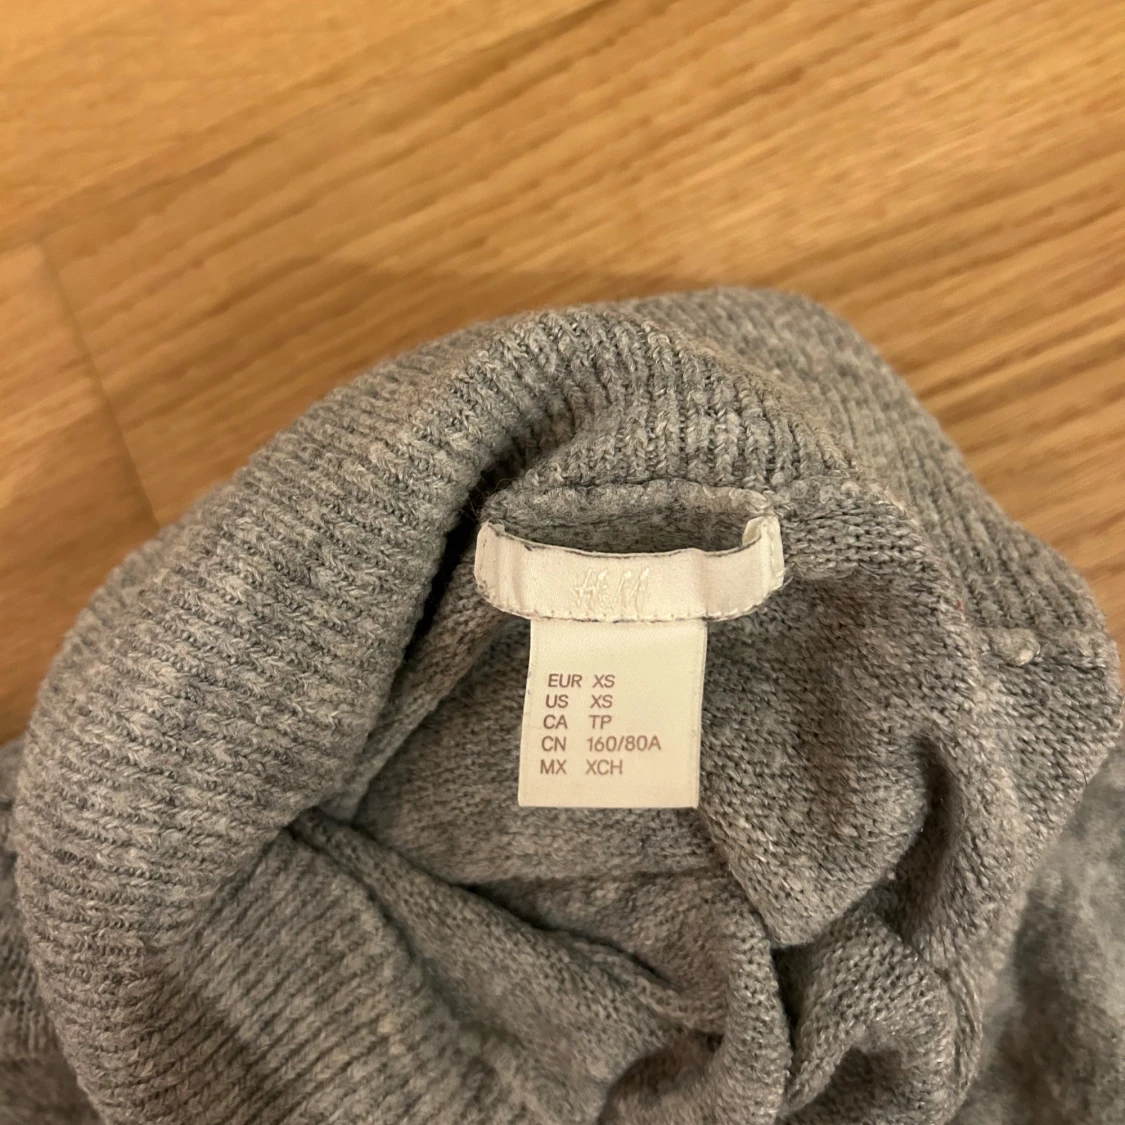 H&M
EUR XS
US XS
CA TP
CN 160/80A
MX XCH